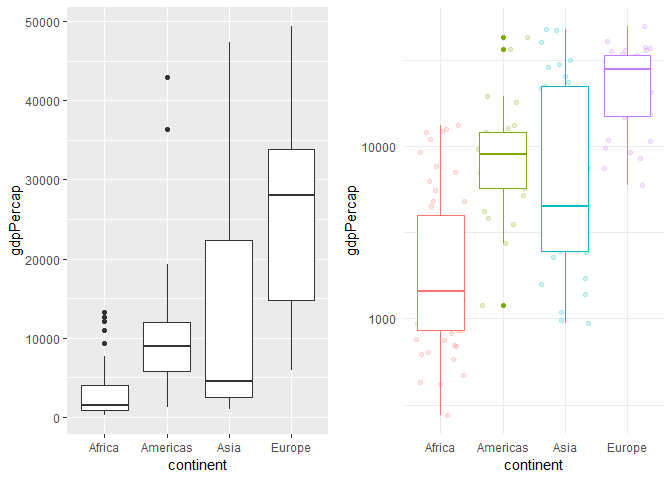 gdpPercap
50000
40000
30000
20000
10000
0
Africa Americas Asia Europe
continent
gdpPercap
10000
1000
Africa Americas Asia Europe
continent